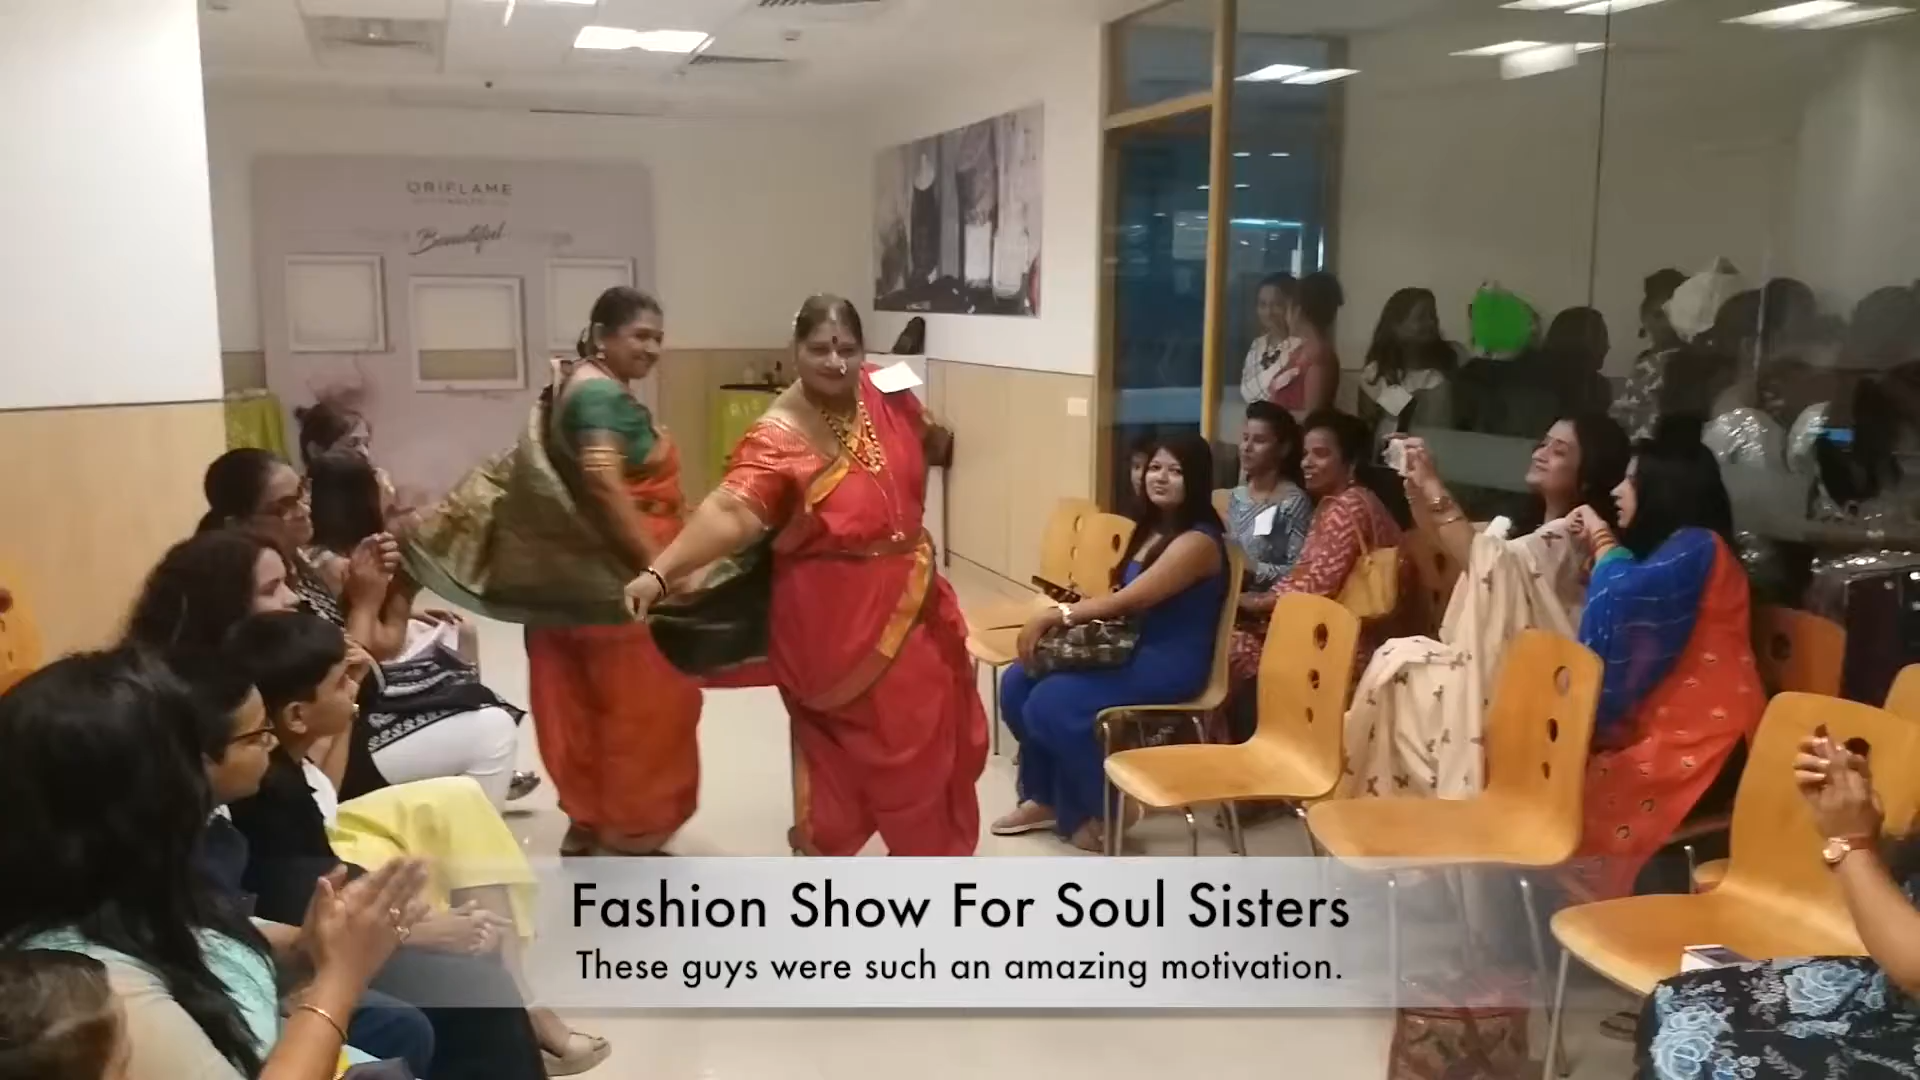 ORIFLAME
Beautiful
Fashion Show For Soul Sisters
These guys were such an amazing motivation.